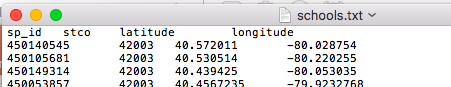 schools.txt
sp_id stco latitude longitude
450140545 42003 40.572011 -80.028754
450105681 42003 40.530514 -80.220255
450149314 42003 40.439425 -80.053035
450053857 42003 40.4567235 -79.9232768